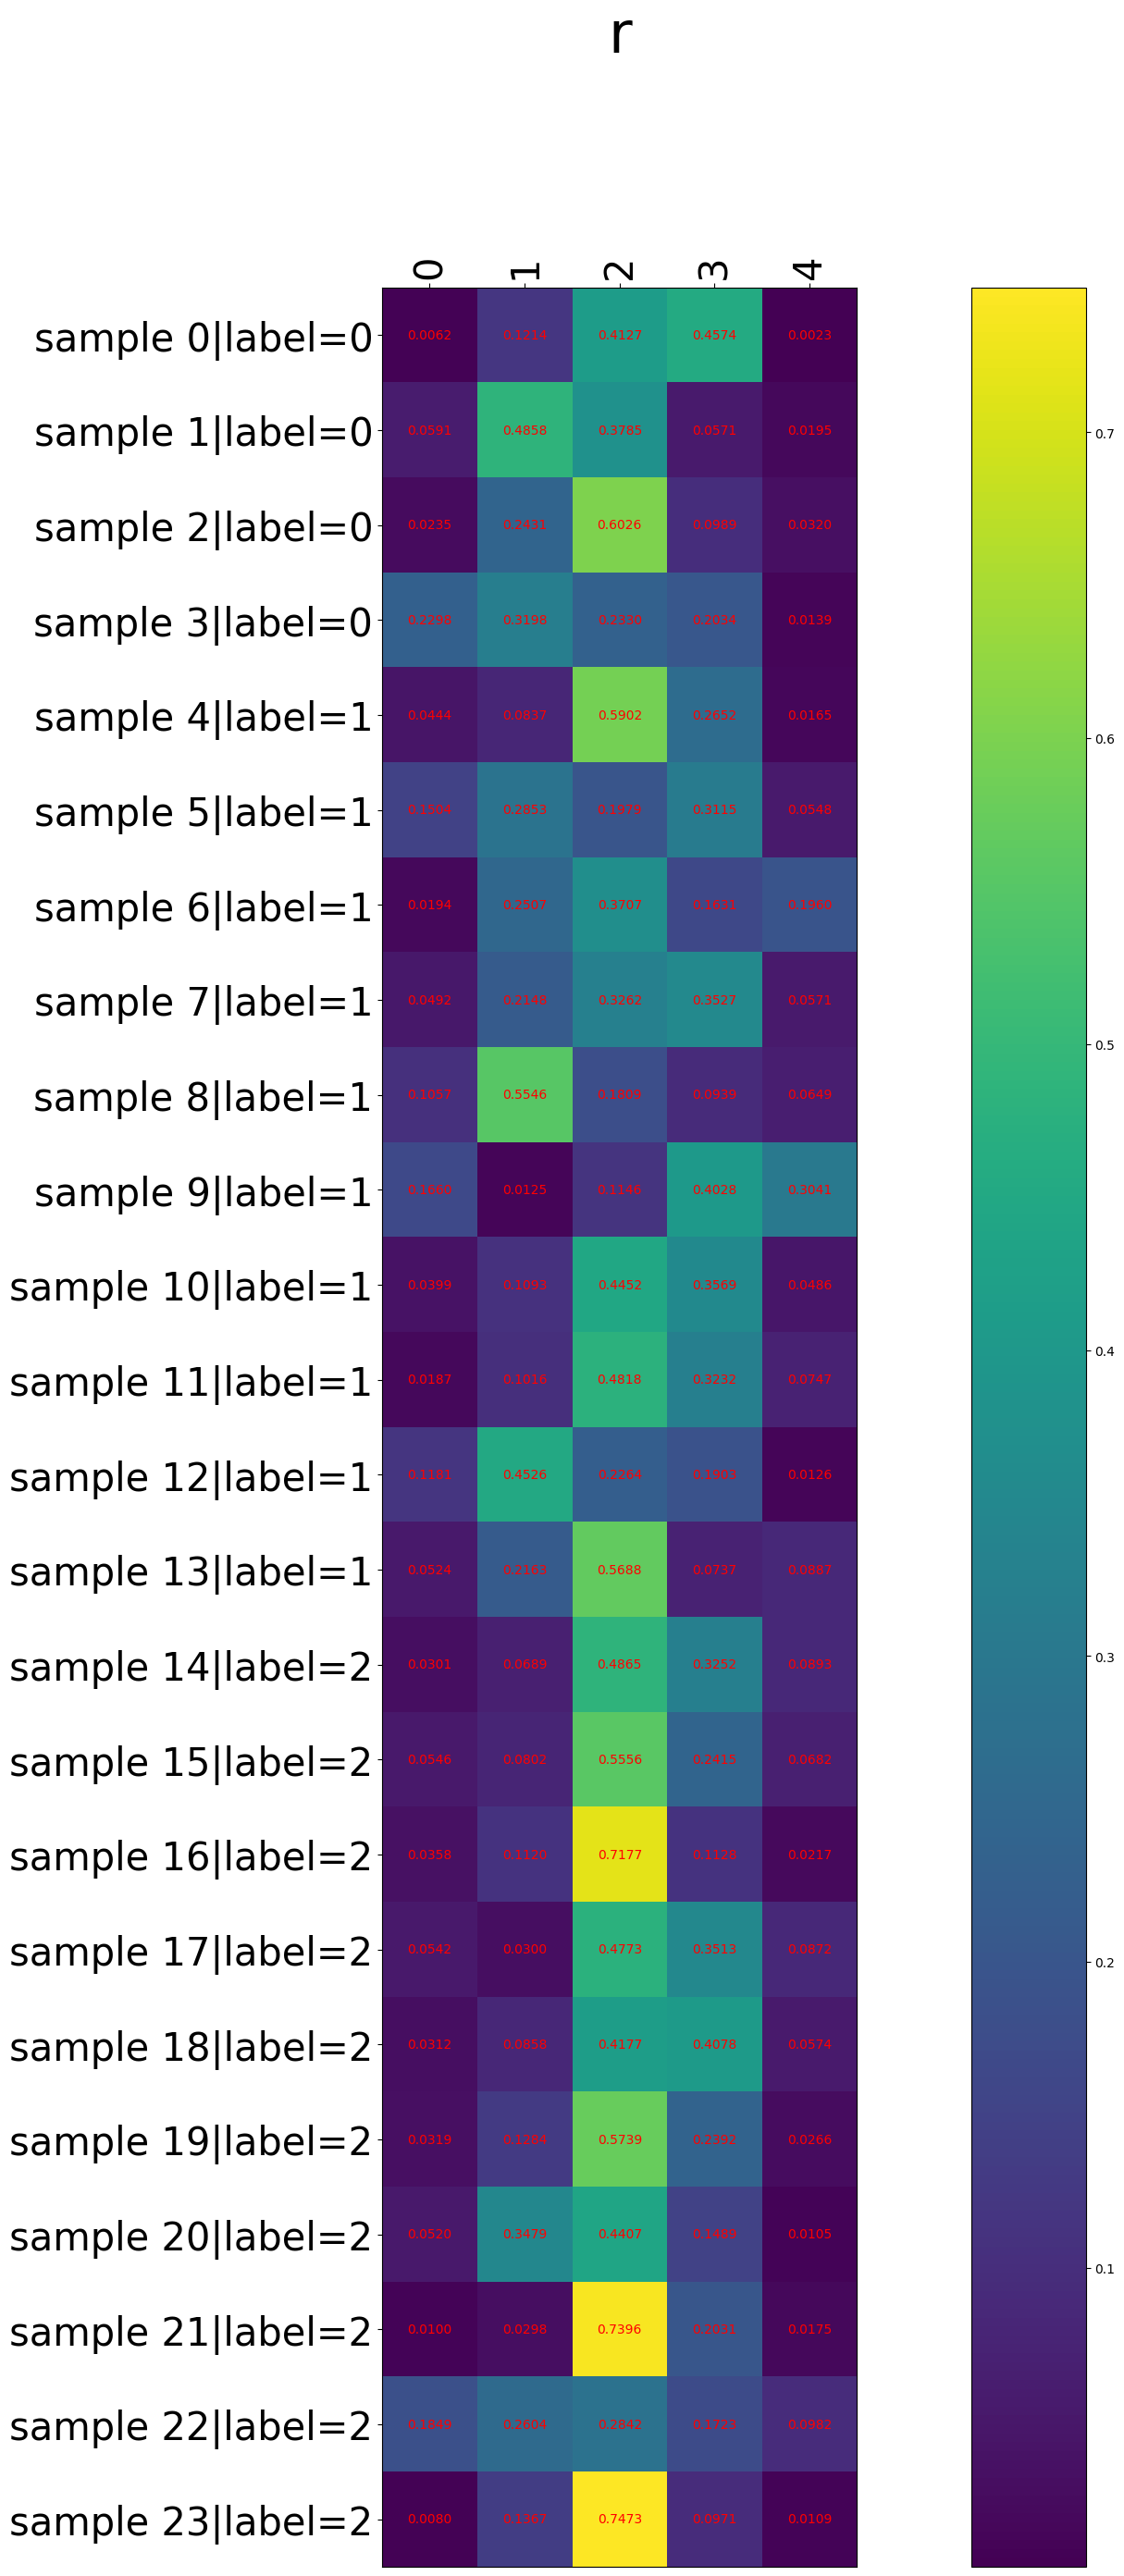 r
0 1 2 3 4
sample 0|label=0 0.0062 0.1214 0.4127 0.4574 0.0023
sample 1|label=0 0.0591 0.4858 0.3785 0.0571 0.0195
0.7
sample 2|label=0 0.0235 0.2431 0.6026 0.0989 0.0320
sample 3|label=0 0.2298 0.3198 0.2330 0.2034 0.0139
sample 4|label=1 0.0444 0.0837 0.5902 0.2652 0.0165
0.6
sample 5|label=1 0.1504 0.2853 0.1979 0.3115 0.0548
sample 6|label=1 0.0194 0.2507 0.3707 0.1631 0.1960
sample 7|label=1 0.0492 0.2148 0.3262 0.3527 0.0571
0.5
sample 8|label=1 0.1057 0.5546 0.1809 0.0939 0.0649
sample 9|label=1 0.1660 0.0125 0.1146 0.4028 0.3041
sample 10|label=1 0.0399 0.1093 0.4452 0.3569 0.0486
0.4
sample 11|label=1 0.0187 0.1016 0.4818 0.3232 0.0747
sample 12|label=1 0.1181 0.4526 0.2264 0.1903 0.0126
sample 13|label=1 0.0524 0.2163 0.5688 0.0737 0.0887
0.3
sample 14|label=2 0.0301 0.0689 0.4865 0.3252 0.0893
sample 15|label=2 0.0546 0.0802 0.5556 0.2415 0.0682
sample 16|label=2 0.0358 0.1120 0.7177 0.1128 0.0217
sample 17|label=2 0.0542 0.0300 0.4773 0.3513 0.0872
0.2
sample 18|label=2 0.0312 0.0858 0.4177 0.4078 0.0574
sample 19|label=2 0.0319 0.1284 0.5739 0.2392 0.0266
sample 20|label=2 0.0520 0.3479 0.4407 0.1489 0.0105
0.1
sample 21|label=2 0.0100 0.0298 0.7396 0.2031 0.0175
sample 22|label=2 0.1849 0.2604 0.2842 0.1723 0.0982
sample 23|label=2 0.0080 0.1367 0.7473 0.0971 0.0109